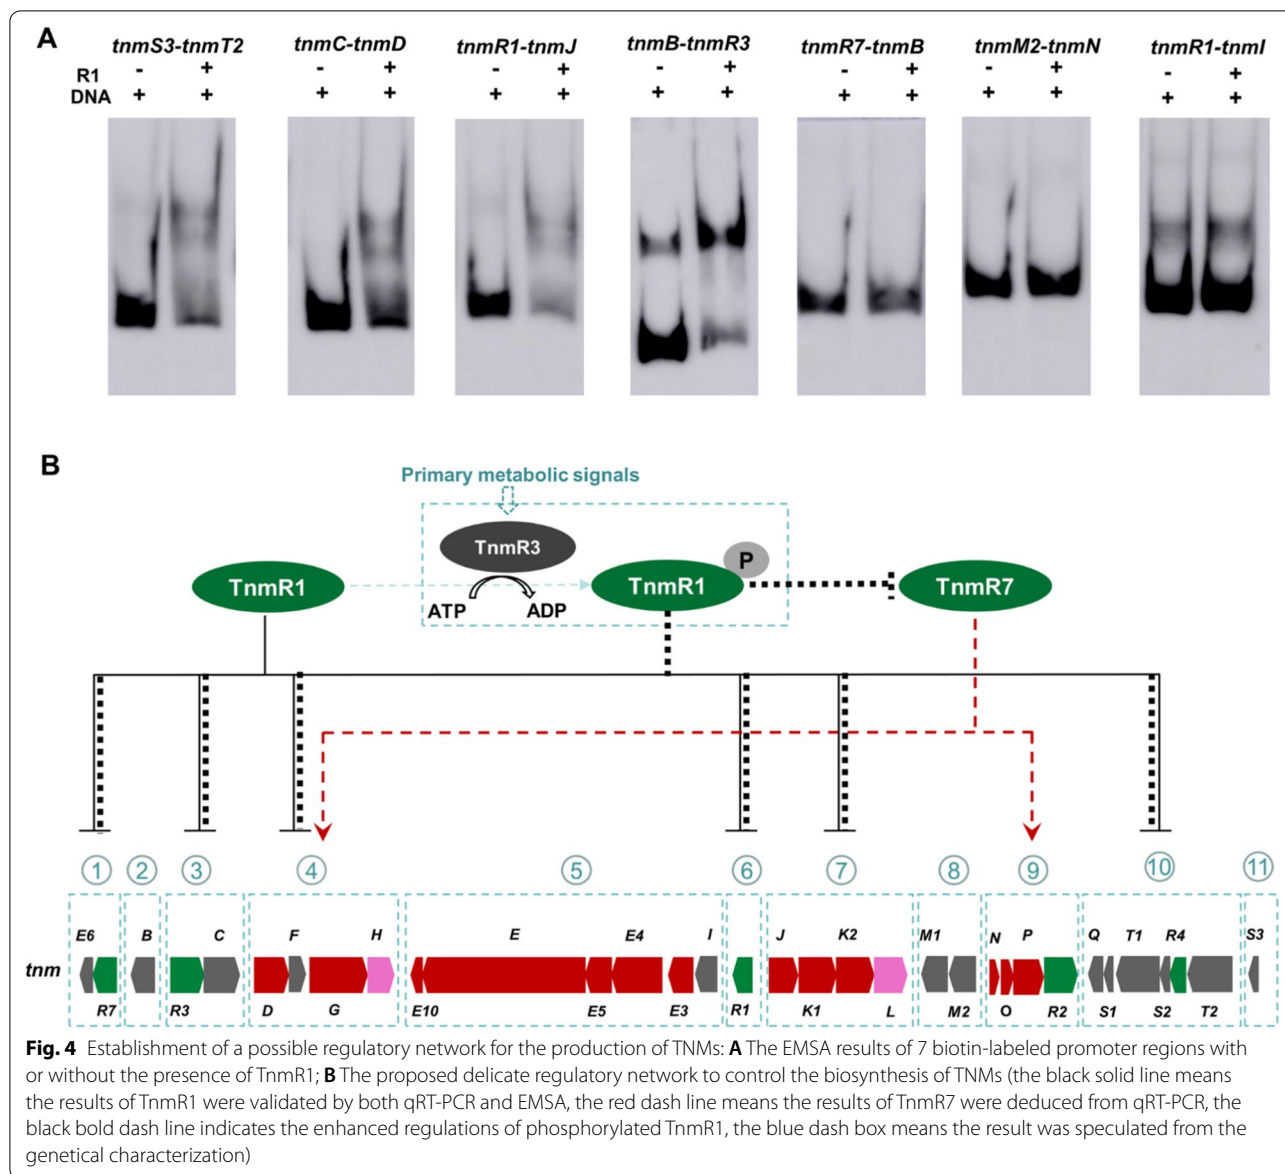 A
tnmS3-tnmT2 tnmC-tnmD tnmR1-tnmJ tnmB-tnmR3 tnmR7-tnmB tnmM2-tnmN tnmR1-tnmI
R1 - + - + - + - + - + - + - +
DNA + + + + + + + + + + + + + +
B
Primary metabolic signals
TnmR3
P
TnmR1 TnmR1 TnmR7
ATP ADP
1 2 3 4 5 6 7 8 9 10 11
E6 B C F H E E4 I J K2 M1 N P Q T1 R4 S3
tnm
R7 R3 D G E10 E5 E3 R1 K1 L M2 O R2 S1 S2 T2
Fig. 4 Establishment of a possible regulatory network for the production of TNMs: A The EMSA results of 7 biotin-labeled promoter regions with
or without the presence of TnmR1; B The proposed delicate regulatory network to control the biosynthesis of TNMs (the black solid line means
the results of TnmR1 were validated by both qRT-PCR and EMSA, the red dash line means the results of TnmR7 were deduced from qRT-PCR, the
black bold dash line indicates the enhanced regulations of phosphorylated TnmR1, the blue dash box means the result was speculated from the
genetical characterization)